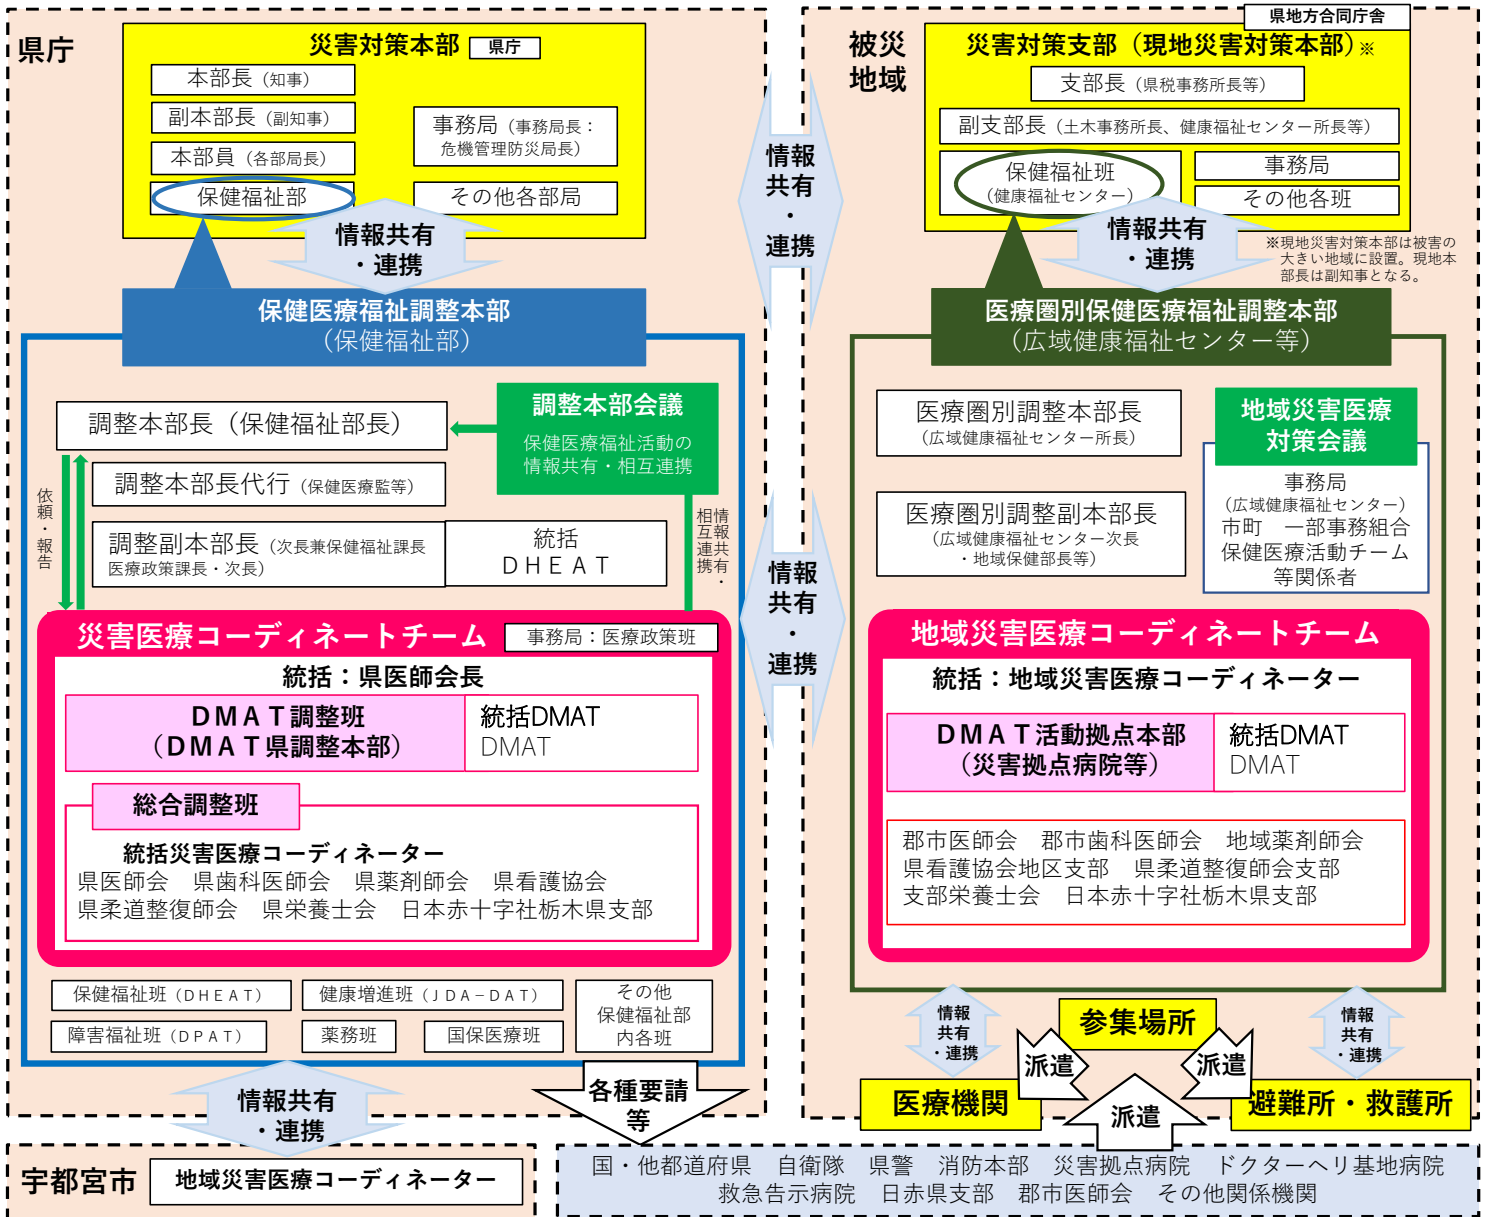 県庁
災害対策本部
県庁
本部長（知事）
副本部長（副知事）
本部員（各部局長）
保健福祉部
事務局（事務局長：
危機管理防災局長）
その他各部局
情報共有
・連携
保健医療福祉調整本部
（保健福祉部）
調整本部長（保健福祉部長）
調整本部長代行（保健医療監等）
調整副本部長（次長兼保健福祉課長
医療政策課長・次長）
統括
ＤＨＥＡＴ
調整本部会議
保健医療福祉活動の
情報共有・相互連携
依頼・報告
情報共有・
相互連携
災害医療コーディネートチーム
事務局：医療政策班
統括：県医師会長
ＤＭＡＴ調整班
（ＤＭＡＴ県調整本部）
統括DMAT
DMAT
総合調整班
統括災害医療コーディネーター
県医師会　県歯科医師会　県薬剤師会　県看護協会
県柔道整復師会　県栄養士会　日本赤十字社栃木県支部
保健福祉班（ＤＨＥＡＴ）
健康増進班（ＪＤＡ－ＤＡＴ）
その他
保健福祉部
内各班
障害福祉班（ＤＰＡＴ）
薬務班
国保医療班
情報共有
・連携
各種要請
等
宇都宮市
地域災害医療コーディネーター
情報
共有
・
連携
情報
共有
・
連携
被災
地域
県地方合同庁舎
災害対策支部（現地災害対策本部）※
支部長（県税事務所長等）
副支部長（土木事務所長、健康福祉センター所長等）
保健福祉班
（健康福祉センター）
事務局
その他各班
情報共有
・連携
※現地災害対策本部は被害の
大きい地域に設置。現地本
部長は副知事となる。
医療圏別保健医療福祉調整本部
（広域健康福祉センター等）
医療圏別調整本部長
（広域健康福祉センター所長）
医療圏別調整副本部長
（広域健康福祉センター次長
・地域保健部長等）
地域災害医療
対策会議
事務局
（広域健康福祉センター）
市町　一部事務組合
保健医療活動チーム
等関係者
地域災害医療コーディネートチーム
統括：地域災害医療コーディネーター
ＤＭＡＴ活動拠点本部
（災害拠点病院等）
統括DMAT
DMAT
郡市医師会　郡市歯科医師会　地域薬剤師会
県看護協会地区支部　県柔道整復師会支部
支部栄養士会　日本赤十字社栃木県支部
情報
共有
・連携
参集場所
情報
共有
・連携
派遣
派遣
医療機関
派遣
避難所・救護所
国・他都道府県　自衛隊　県警　消防本部　災害拠点病院　ドクターヘリ基地病院
救急告示病院　日赤県支部　郡市医師会　その他関係機関